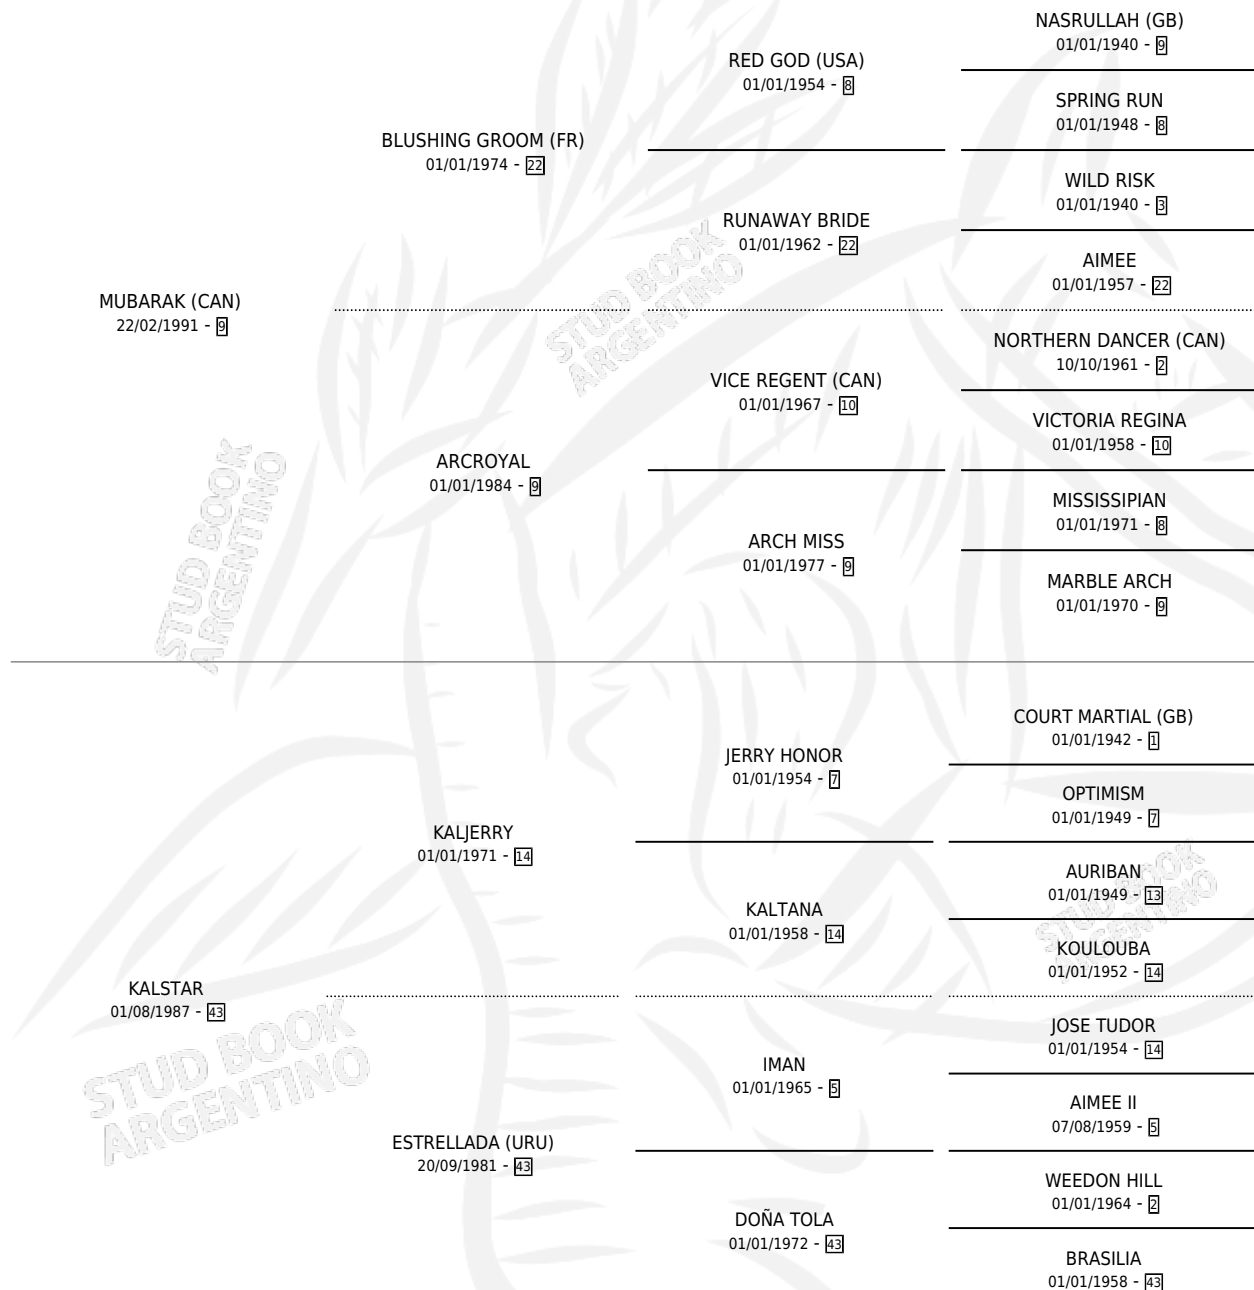 NASRULLAH (GB)
01/01/1940 - 9
RED GOD (USA)
01/01/1954 - 8
SPRING RUN
01/01/1948 - 8
BLUSHING GROOM (FR)
01/01/1974 - 22
WILD RISK
01/01/1940 - 3
RUNAWAY BRIDE
01/01/1962 - 22
AIMEE
01/01/1957 - 22
MUBARAK (CAN)
22/02/1991 - 9
NORTHERN DANCER (CAN)
10/10/1961 - 2
VICE REGENT (CAN)
01/01/1967 - 10
VICTORIA REGINA
01/01/1958 - 10
ARCROYAL
01/01/1984 - 9
MISSISSIPIAN
01/01/1971 - 8
ARCH MISS
01/01/1977 - 9
MARBLE ARCH
01/01/1970 - 9
COURT MARTIAL (GB)
01/01/1942 - 1
JERRY HONOR
01/01/1954 - 7
OPTIMISM
01/01/1949 - 7
KALJERRY
01/01/1971 - 14
AURIBAN
01/01/1949 - 13
KALTANA
01/01/1958 - 14
KOULOUBA
01/01/1952 - 14
KALSTAR
01/08/1987 - 43
JOSE TUDOR
01/01/1954 - 14
IMAN
01/01/1965 - 5
AIMEE II
07/08/1959 - 5
ESTRELLADA (URU)
20/09/1981 - 43
WEEDON HILL
01/01/1964 - 2
DOÑA TOLA
01/01/1972 - 43
BRASILIA
01/01/1958 - 43
STUD BOOK
ARGENTINO
STUD BOOK
ARGENTINO
STUD BOOK
ARGENTINO
STUD BOOK
ARGENTINO